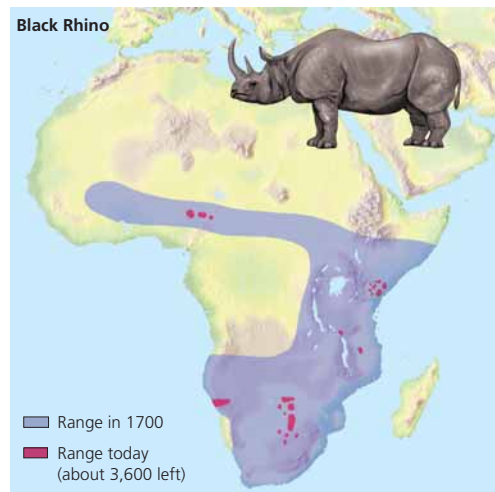 Black Rhino
Range in 1700
Range today
(about 3,600 left)